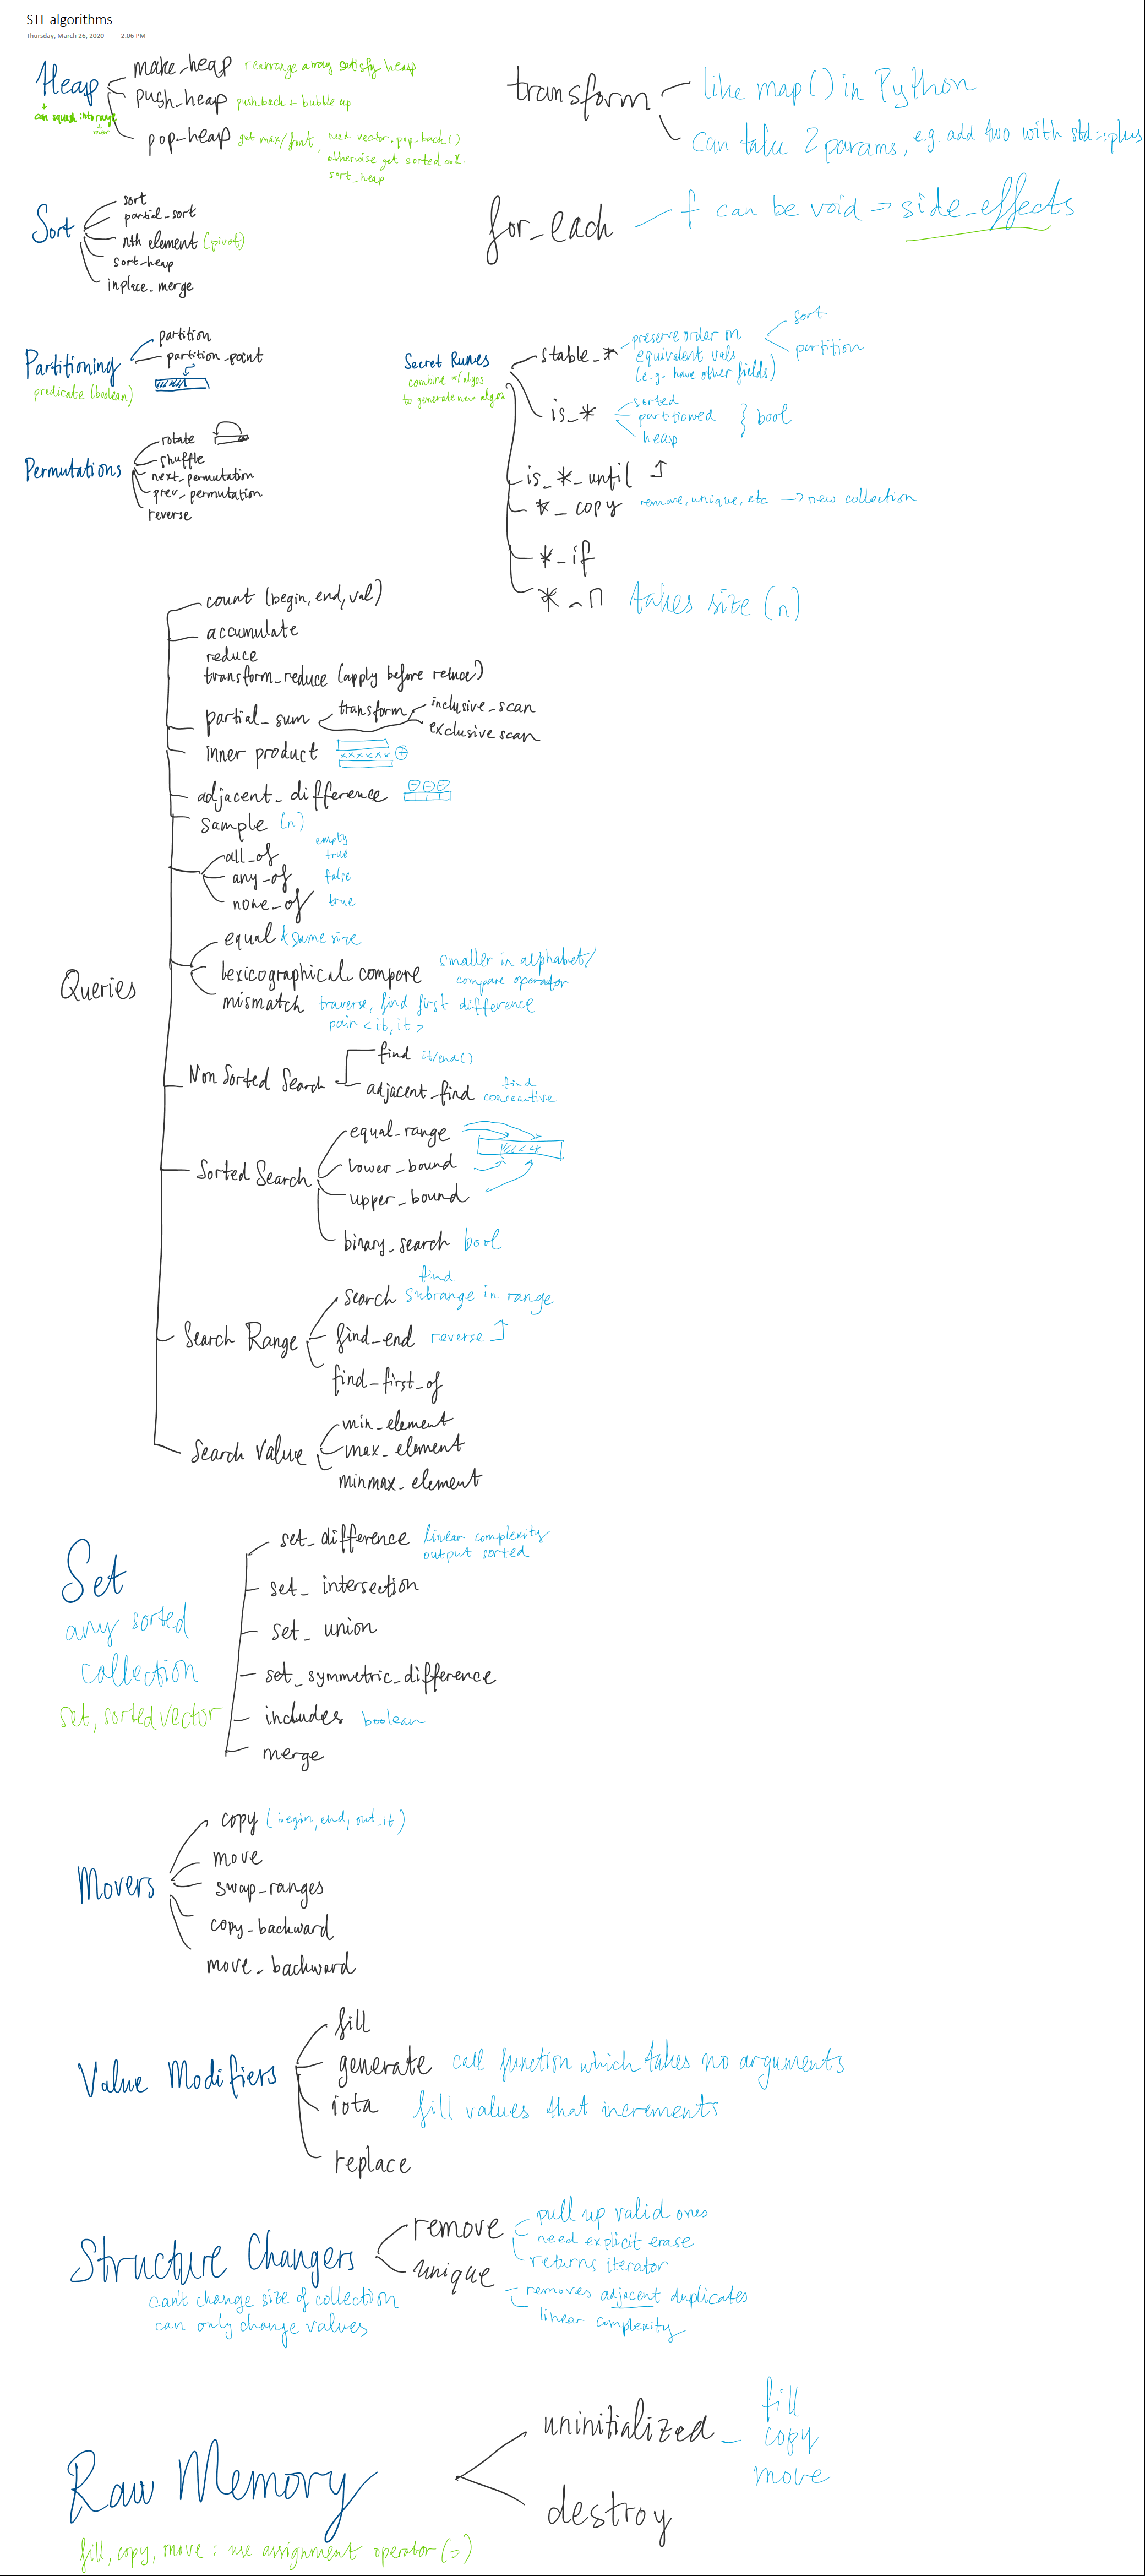 STL algorithms
Thursday, March 26, 2020 2:06 PM
Heap
can equal into range
make_heap rearrange array satisfy heap
push_heap push_back + bubble up
pop_heap get max/front, need vector.pop_back()
otherwise get sorted col.
sort_heap
transform
like map() in Python
can take 2 params, e.g. add two with std::plus
for_each f can be void → side_effects
Sort
sort
partial_sort
nth element (pivot)
sort_heap
inplace_merge
Partitioning
predicate (boolean)
partition
partition_point
Permutations
rotate
shuffle
next_permutation
prev_permutation
reverse
Secret Runes
combine w/algos
to generate new algos
stable_*
preserve order on
equivalent vals
(e.g. have other fields)
sort
partition
is_*
sorted
partitioned
heap
} bool
is_*_until
*_copy remove, unique, etc → new collection
*_if
*_n takes size (n)
Queries
count (begin, end, val)
accumulate
reduce
transform_reduce (apply before reduce)
partial_sum
transform
inclusive_scan
exclusive scan
inner product
adjacent_difference
sample (n)
empty
all_of true
any_of false
none_of true
equal & same size
lexicographical compare smaller in alphabet/
compare operator
mismatch traverse, find first difference
pair <it, it>
Non Sorted Search
find it/end()
adjacent_find find
consecutive
Sorted Search
equal_range
lower_bound
upper_bound
binary_search bool
Search Range
search find
subrange in range
find_end reverse
find_first_of
Search Value
min_element
max_element
minmax_element
Set
any sorted
collection
set, sorted vector
set_difference linear complexity
output sorted
set_intersection
set_union
set_symmetric_difference
includes boolean
merge
Movers
copy (begin, end, out_it)
move
swap_ranges
copy_backward
move_backward
Value Modifiers
fill
generate call function which takes no arguments
iota fill values that increments
replace
Structure Changers
can't change size of collection
can only change values
remove
pull up valid ones
need explicit erase
returns iterator
unique
removes adjacent duplicates
linear complexity
Raw Memory
fill, copy, move : use assignment operator (=)
uninitialized_
fill
copy
move
destroy